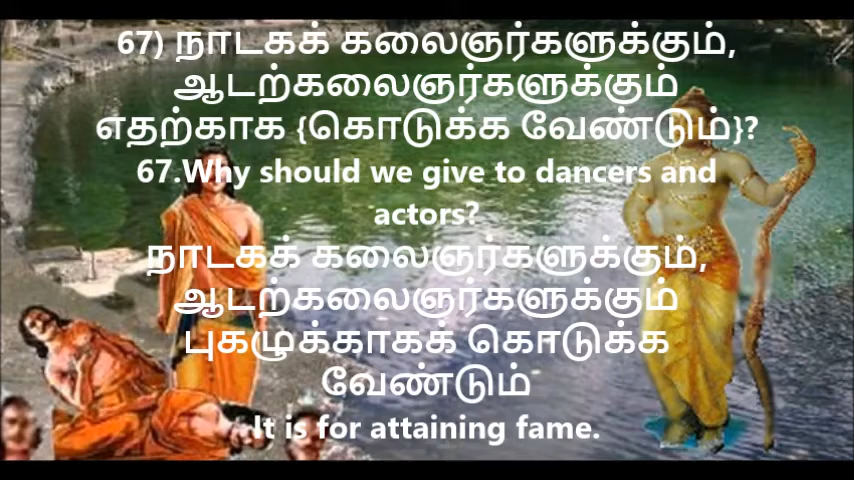 67) நாடகக் கலைஞர்களுக்கும்,
ஆடற்கலைஞர்களுக்கும்
எதற்காக {கொடுக்க வேண்டும்}?
67.Why should we give to dancers and
actors?
நாடகக் கலைஞர்களுக்கும்,
ஆடற்கலைஞர்களுக்கும்
புகழுக்காகக் கொடுக்க
வேண்டும்
It is for attaining fame.